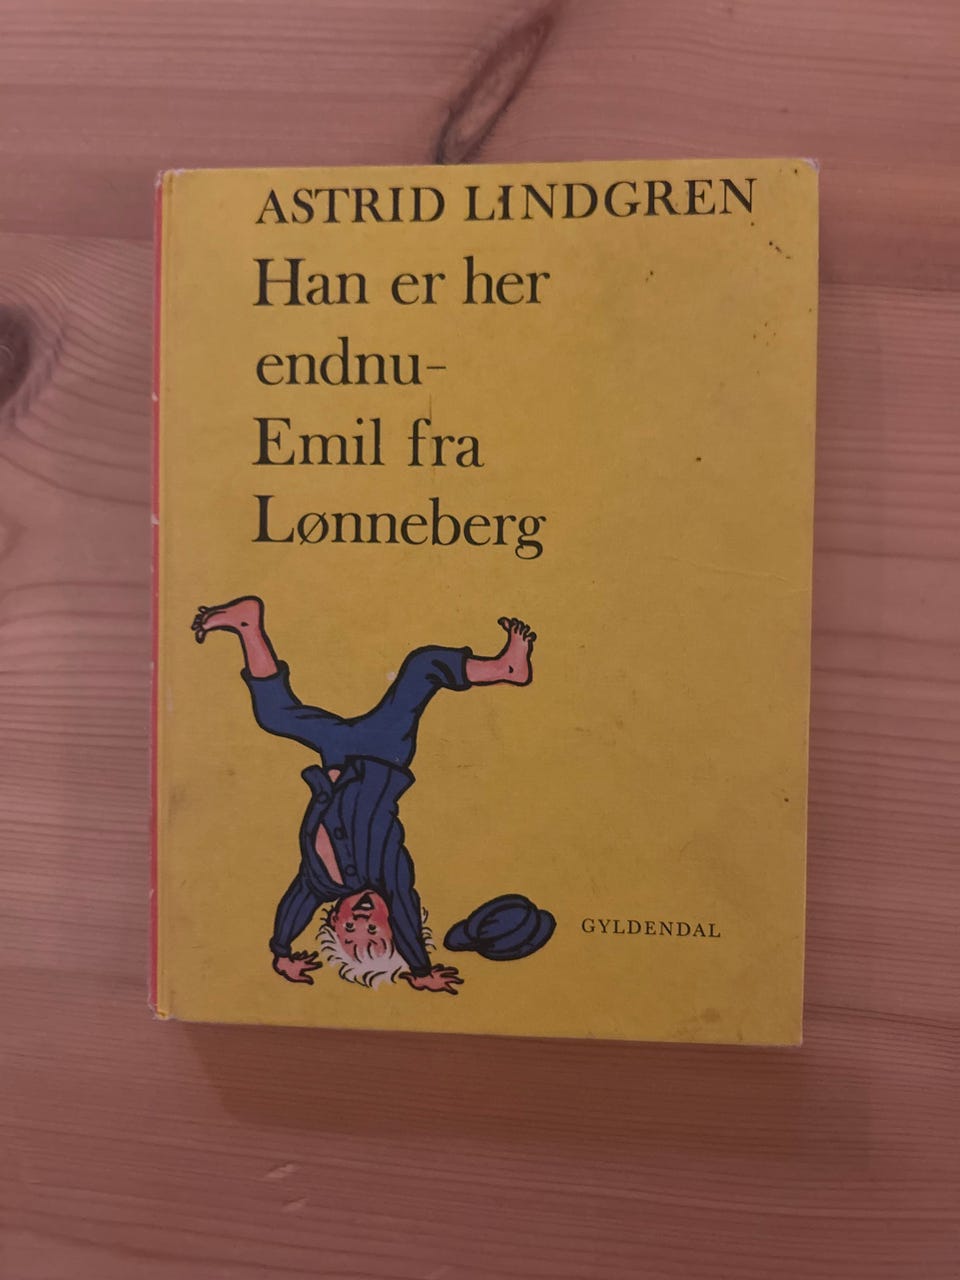 ASTRID LINDGREN
Han er her
endnu-
Emil fra
Lønneberg
GYLDENDAL